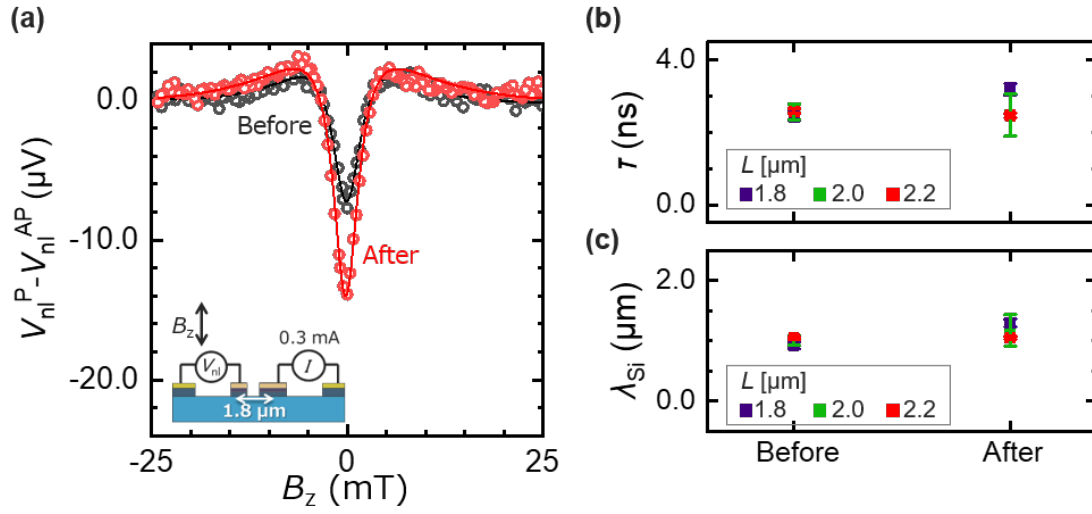 (a)
0.0
-10.0
-20.0
V_nl^P - V_nl^AP (μV)
Before
After
B_z
0.3 mA
V_nl
I
1.8 μm
-25
0
25
B_z (mT)
(b)
4.0
0.0
τ (ns)
L [μm]
1.8 2.0 2.2
(c)
2.0
1.0
0.0
λ_Si (μm)
L [μm]
1.8 2.0 2.2
Before
After